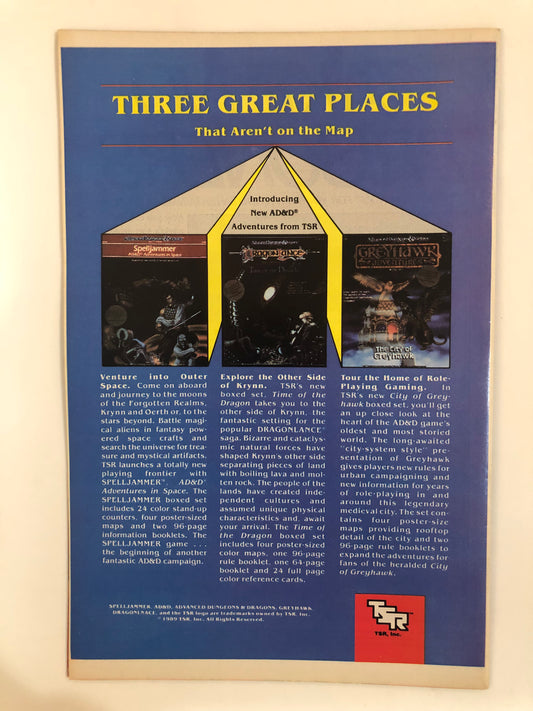 THREE GREAT PLACES
That Aren't on the Map
Introducing
New AD&D®
Adventures from TSR
Spelljammer
AD&D® Adventures in Space
DRAGONLANCE
Time of the Dragon
GREYHAWK
ADVENTURES
The City of
Greyhawk
Venture into Outer
Space. Come on aboard
and journey to the moons
of the Forgotten Realms,
Krynn and Oerth or, to the
stars beyond. Battle magi-
cal aliens in fantasy pow-
ered space crafts and
search the universe for trea-
sure and mystical artifacts.
TSR launches a totally new
playing frontier with
SPELLJAMMER®, AD&D®
Adventures in Space. The
SPELLJAMMER boxed set
includes 24 color stand-up
counters, four poster-sized
maps and two 96-page
information booklets. The
SPELLJAMMER game . . .
the beginning of another
fantastic AD&D campaign.
Explore the Other Side
of Krynn. TSR's new
boxed set, Time of the
Dragon takes you to the
other side of Krynn, the
fantastic setting for the
popular DRAGONLANCE®
saga. Bizarre and cataclys-
mic natural forces have
shaped Krynn's other side
separating pieces of land
with boiling lava and mol-
ten rock. The people of the
lands have created inde-
pendent cultures and
assumed unique physical
characteristics and, await
your arrival. The Time of
the Dragon boxed set
includes four poster-sized
color maps, one 96-page
rule booklet, one 64-page
booklet and 24 full page
color reference cards.
Tour the Home of Role-
Playing Gaming. In
TSR's new City of Grey-
hawk boxed set, you'll get
an up close look at the
heart of the AD&D game's
oldest and most storied
world. The long-awaited
"city-system style" pre-
sentation of Greyhawk
gives players new rules for
urban campaigning and
new information for years
of role-playing in and
around this legendary
medieval city. The set con-
tains four poster-size
maps providing rooftop
detail of the city and two
96-page rule booklets to
expand the adventures for
fans of the heralded City
of Greyhawk.
SPELLJAMMER, AD&D, ADVANCED DUNGEONS & DRAGONS, GREYHAWK,
DRAGONLNACE, and the TSR logo are trademarks owned by TSR, Inc.
© 1989 TSR, Inc. All Rights Reserved.
TSR
TSR, Inc.